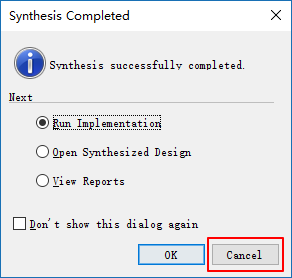 Synthesis Completed
Synthesis successfully completed.
Next
Run Implementation
Open Synthesized Design
View Reports
Don't show this dialog again
OK
Cancel